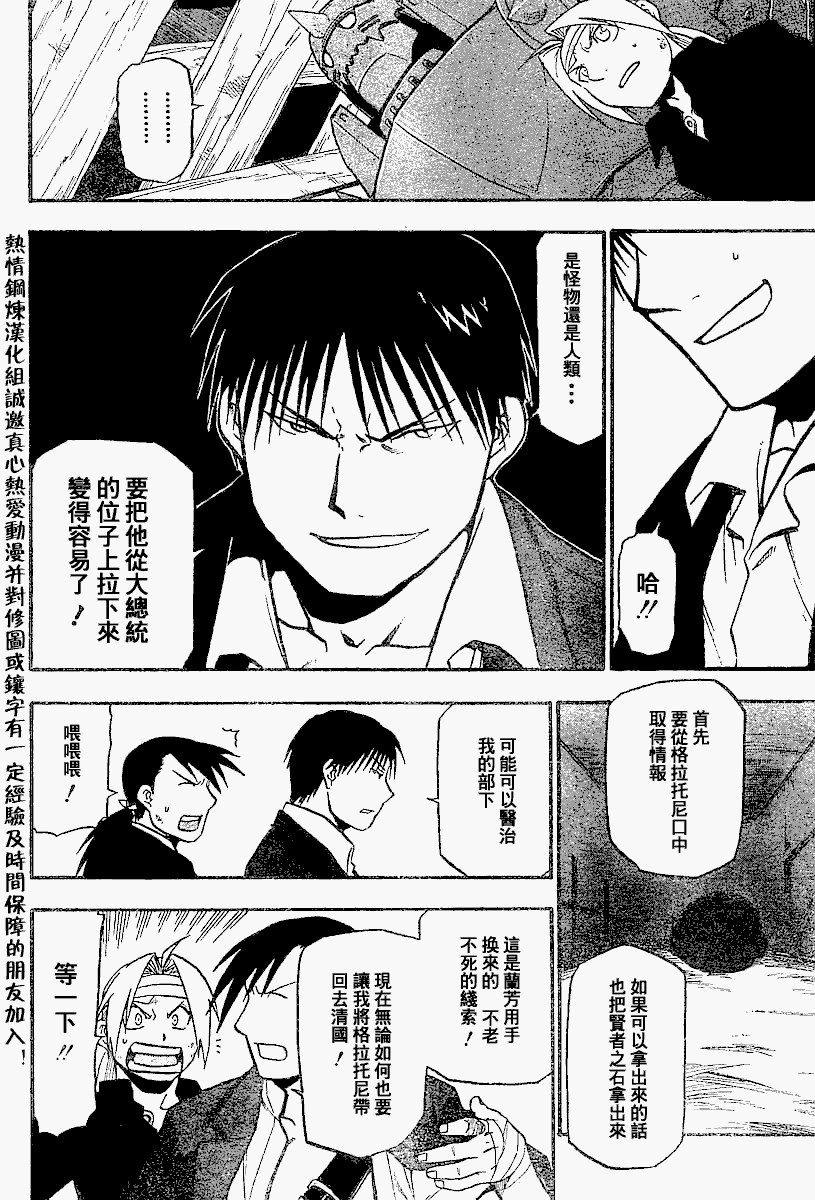 ………
………
哈!!
是怪物還是人類…
要把他從大總統
的位子上拉下來
變得容易了！
首先
要從格拉托尼口中
取得情報
如果可以拿出來的話
也把賢者之石拿出來
可能可以醫治
我的部下
喂喂喂！
這是蘭芳用手
換來的 不老
不死的綫索！
現在無論如何也要
讓我將格拉托尼帶
回去清國！
等一下!!
熱情鋼煉漢化組誠邀真心熱愛動漫并對修圖或鑲字有一定經驗及時間保障的朋友加入！